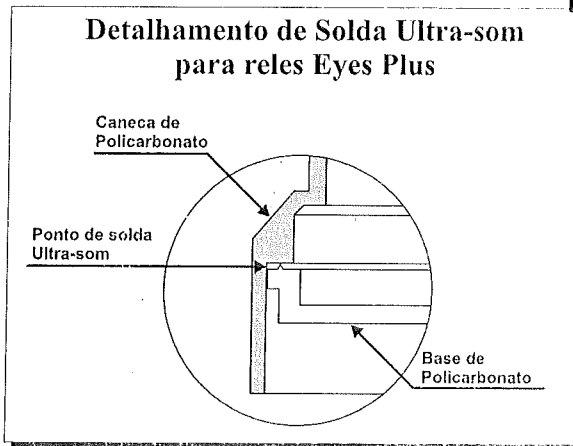 Detalhamento de Solda Ultra-som
para reles Eyes Plus
Caneca de
Policarbonato
Ponto de solda
Ultra-som
Base de
Policarbonato